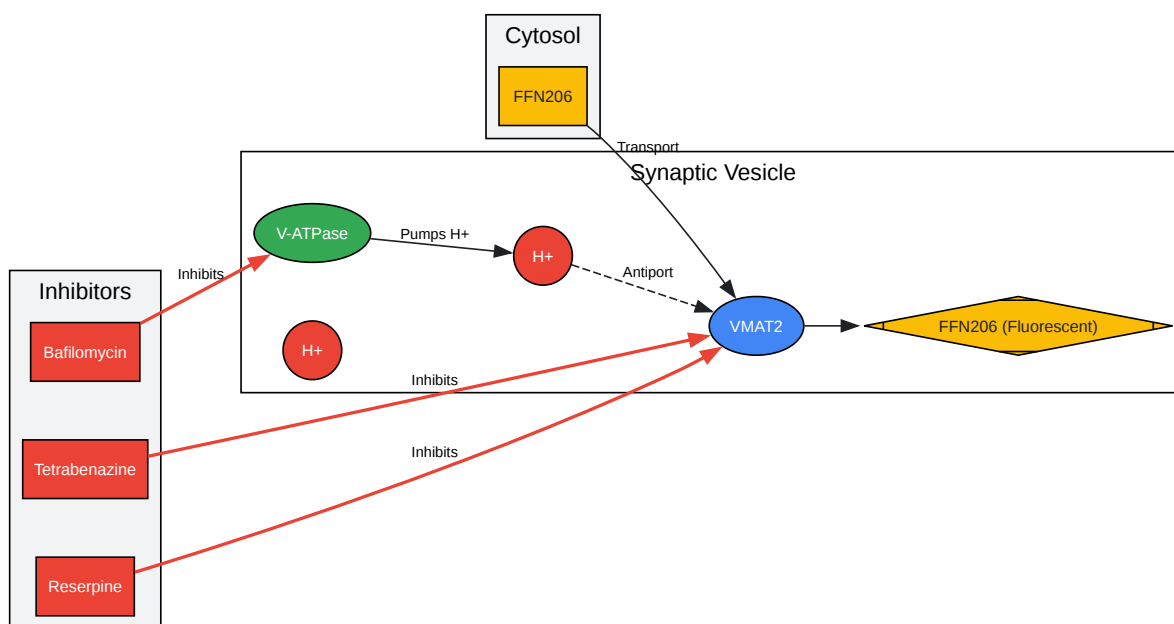 Cytosol
FFN206
Transport
Synaptic Vesicle
V-ATPase
Pumps H+
H+
Antiport
Inhibits
Inhibitors
Bafilomycin
H+
VMAT2
FFN206 (Fluorescent)
Inhibits
Tetrabenazine
Inhibits
Reserpine